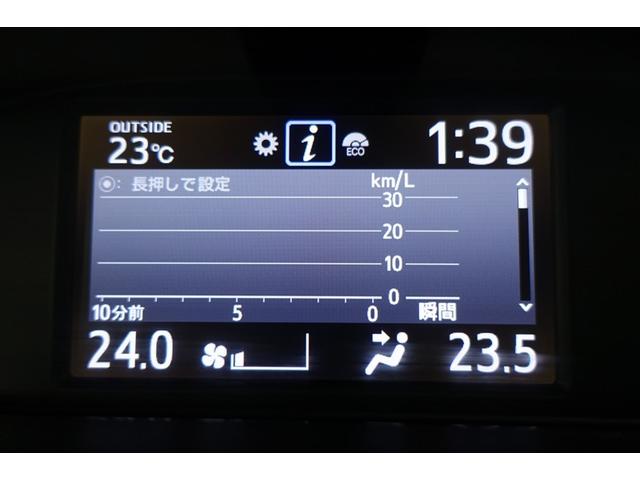 OUTSIDE
23℃
i
ECO
1:39
◉: 長押しで設定
km/L
30
20
10
0
10分前 5 0 瞬間
24.0
23.5